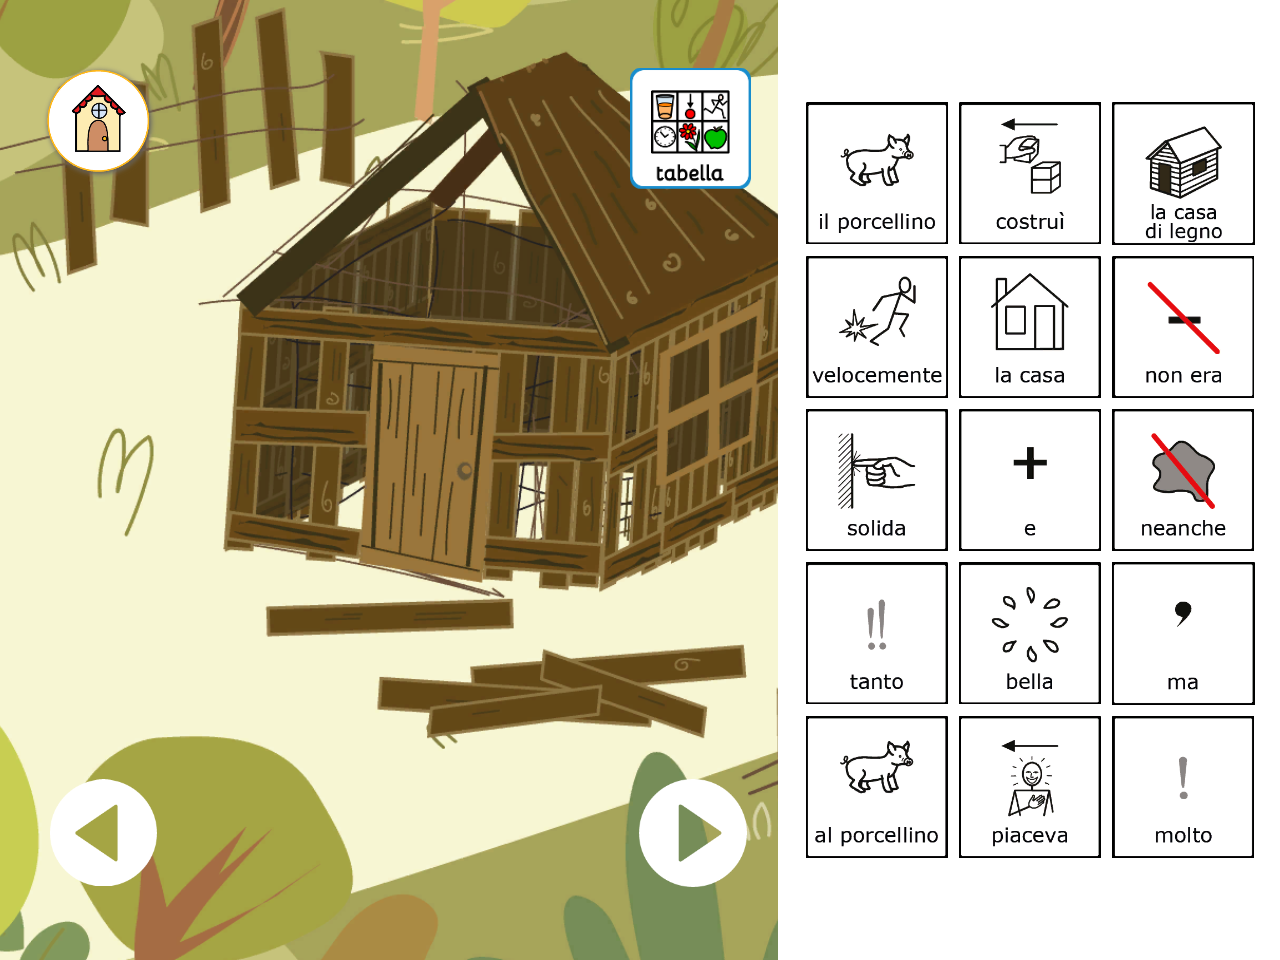 tabella
il porcellino
costruì
la casa
di legno
velocemente
la casa
non era
solida
e
neanche
tanto
bella
ma
al porcellino
piaceva
molto